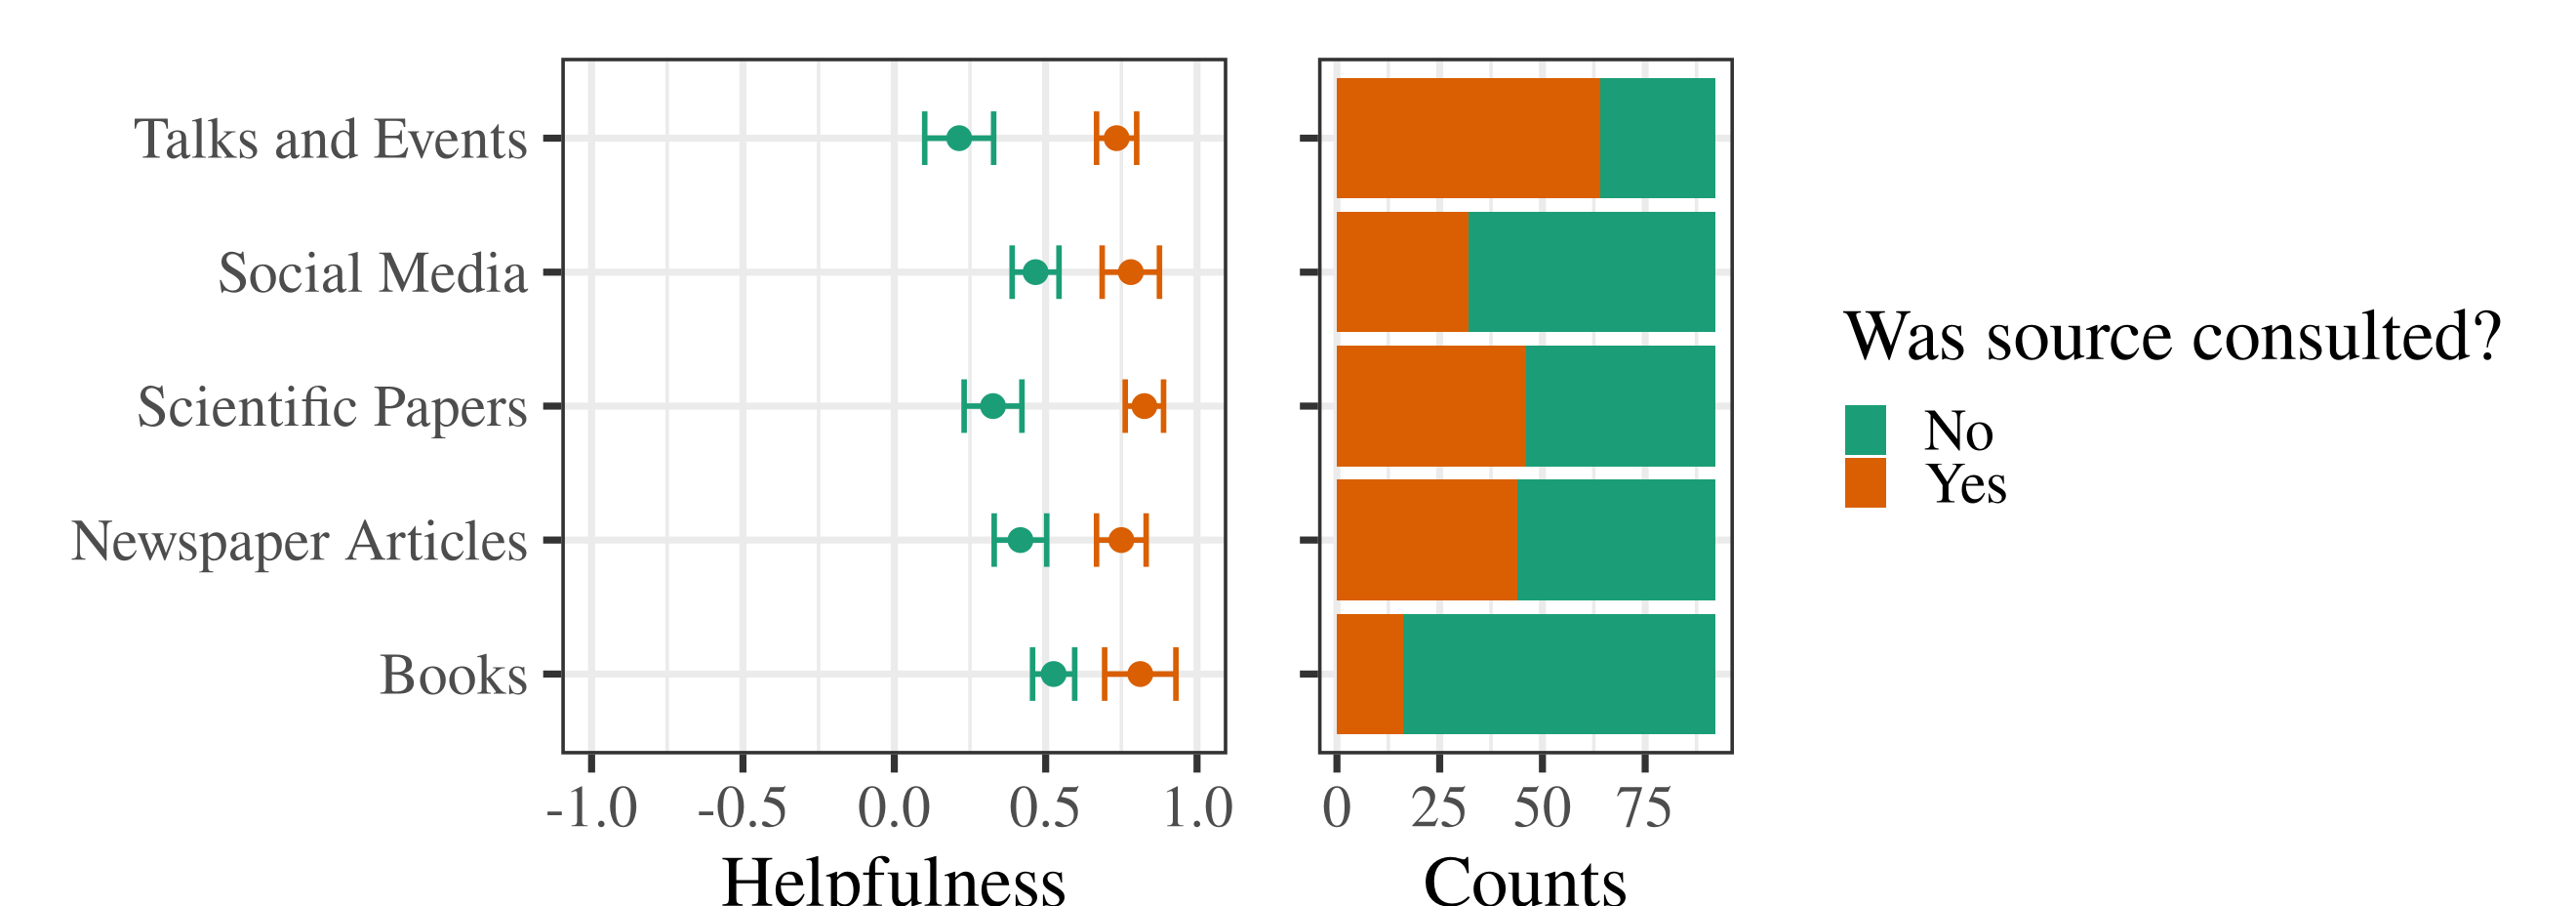 Talks and Events
Social Media
Scientific Papers
Newspaper Articles
Books
-1.0 -0.5 0.0 0.5 1.0
Helpfulness
0 25 50 75
Counts
Was source consulted?
No
Yes